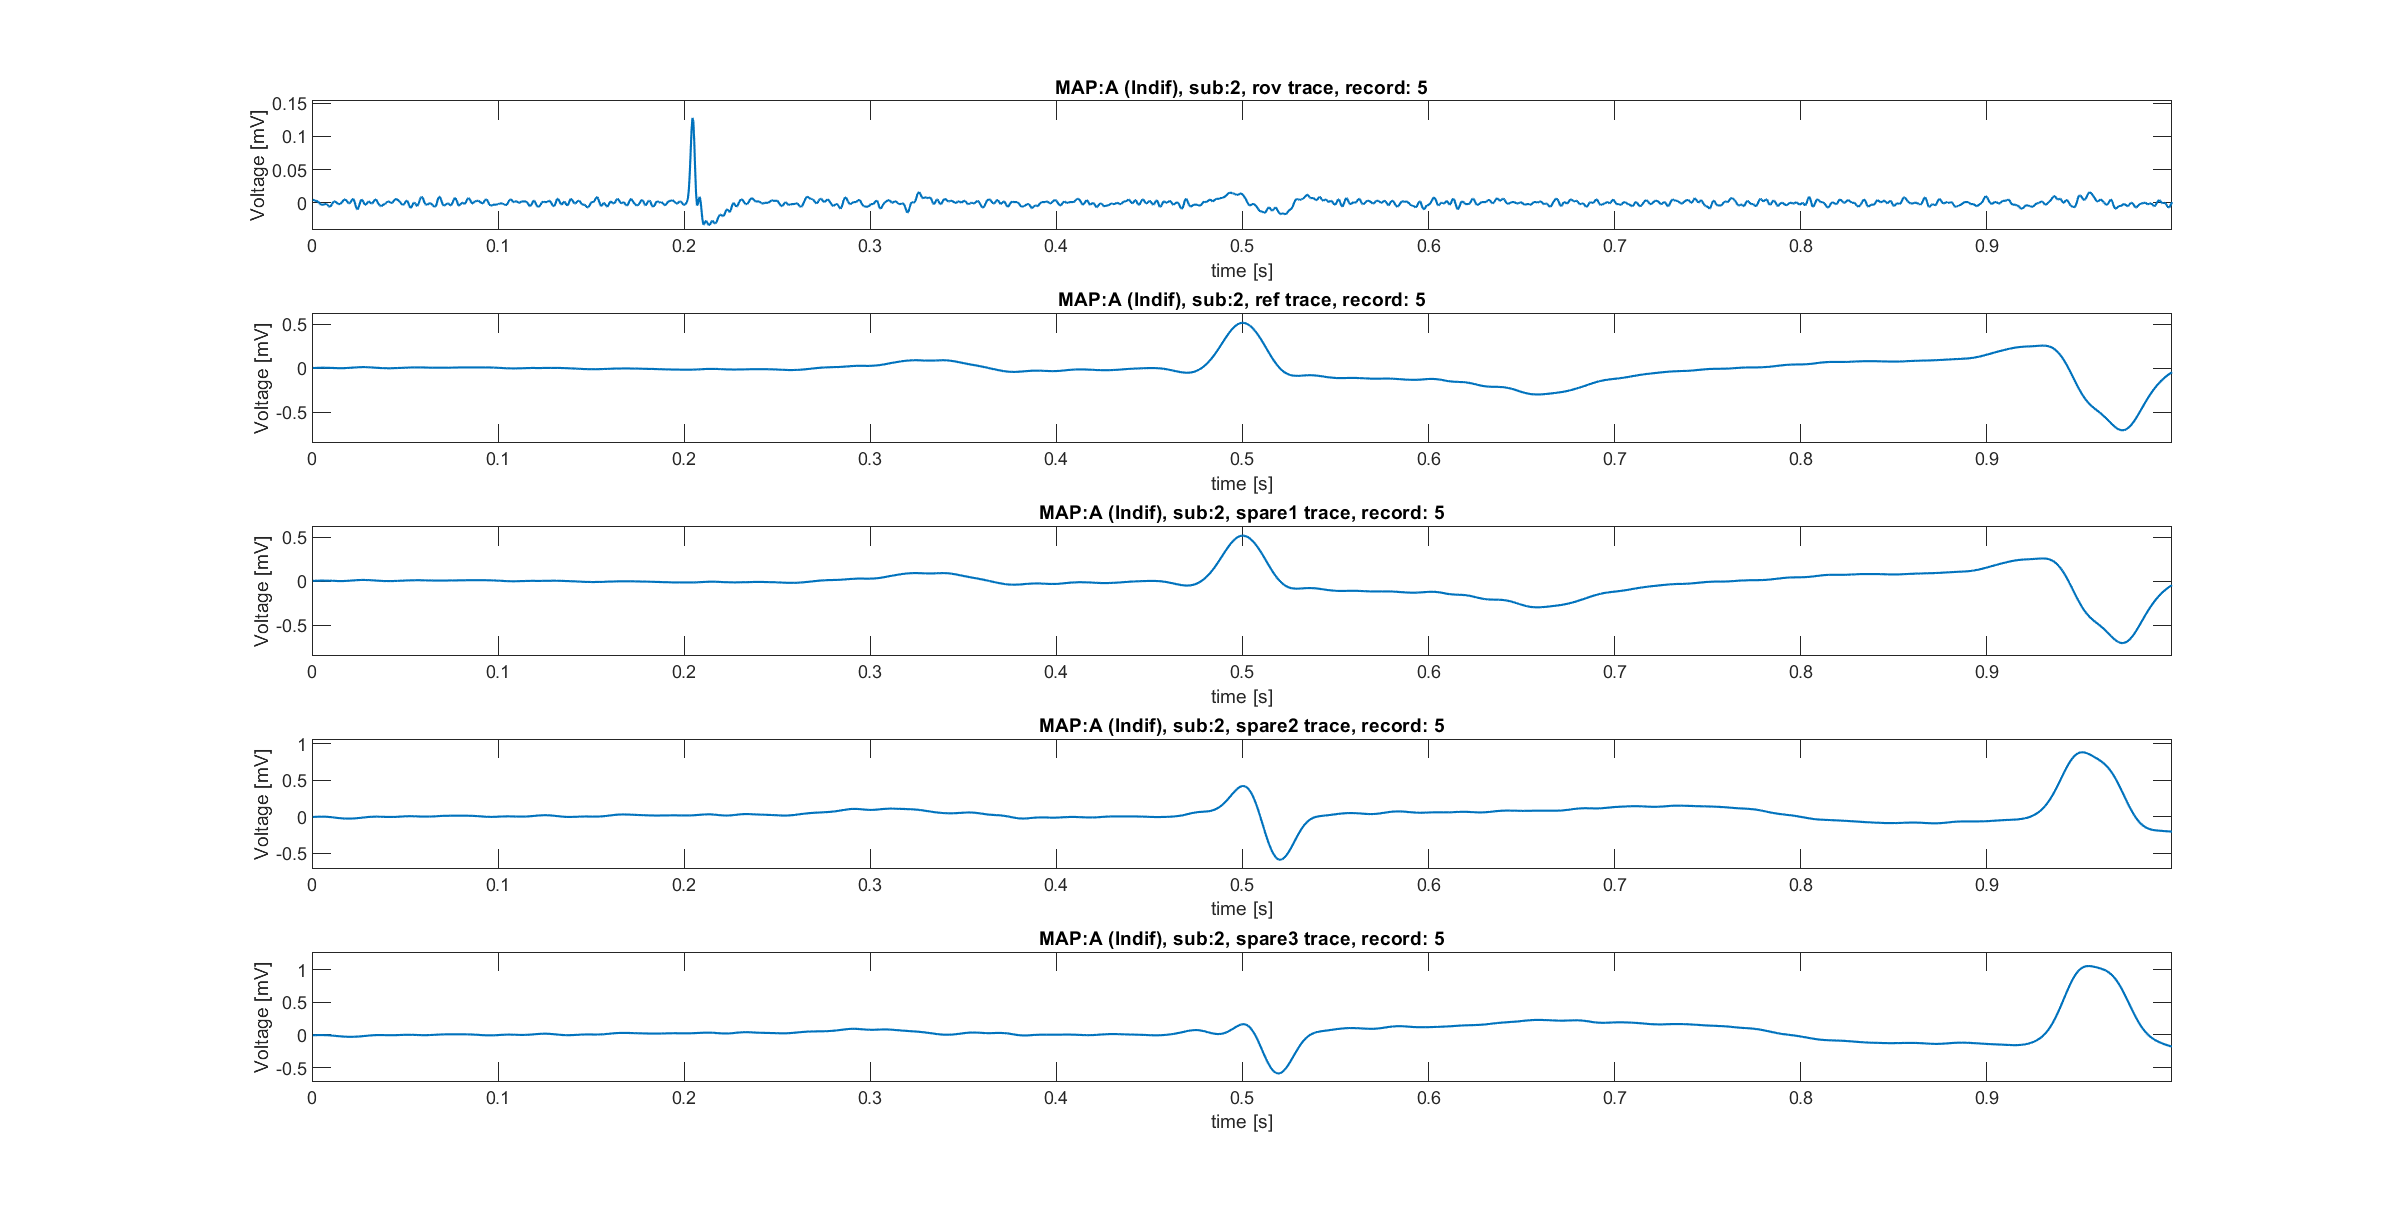 MAP:A (Indif), sub:2, rov trace, record: 5
Voltage [mV]
0.15
0.1
0.05
0
0 0.1 0.2 0.3 0.4 0.5 0.6 0.7 0.8 0.9
time [s]
MAP:A (Indif), sub:2, ref trace, record: 5
Voltage [mV]
0.5
0
-0.5
0 0.1 0.2 0.3 0.4 0.5 0.6 0.7 0.8 0.9
time [s]
MAP:A (Indif), sub:2, spare1 trace, record: 5
Voltage [mV]
0.5
0
-0.5
0 0.1 0.2 0.3 0.4 0.5 0.6 0.7 0.8 0.9
time [s]
MAP:A (Indif), sub:2, spare2 trace, record: 5
Voltage [mV]
1
0.5
0
-0.5
0 0.1 0.2 0.3 0.4 0.5 0.6 0.7 0.8 0.9
time [s]
MAP:A (Indif), sub:2, spare3 trace, record: 5
Voltage [mV]
1
0.5
0
-0.5
0 0.1 0.2 0.3 0.4 0.5 0.6 0.7 0.8 0.9
time [s]